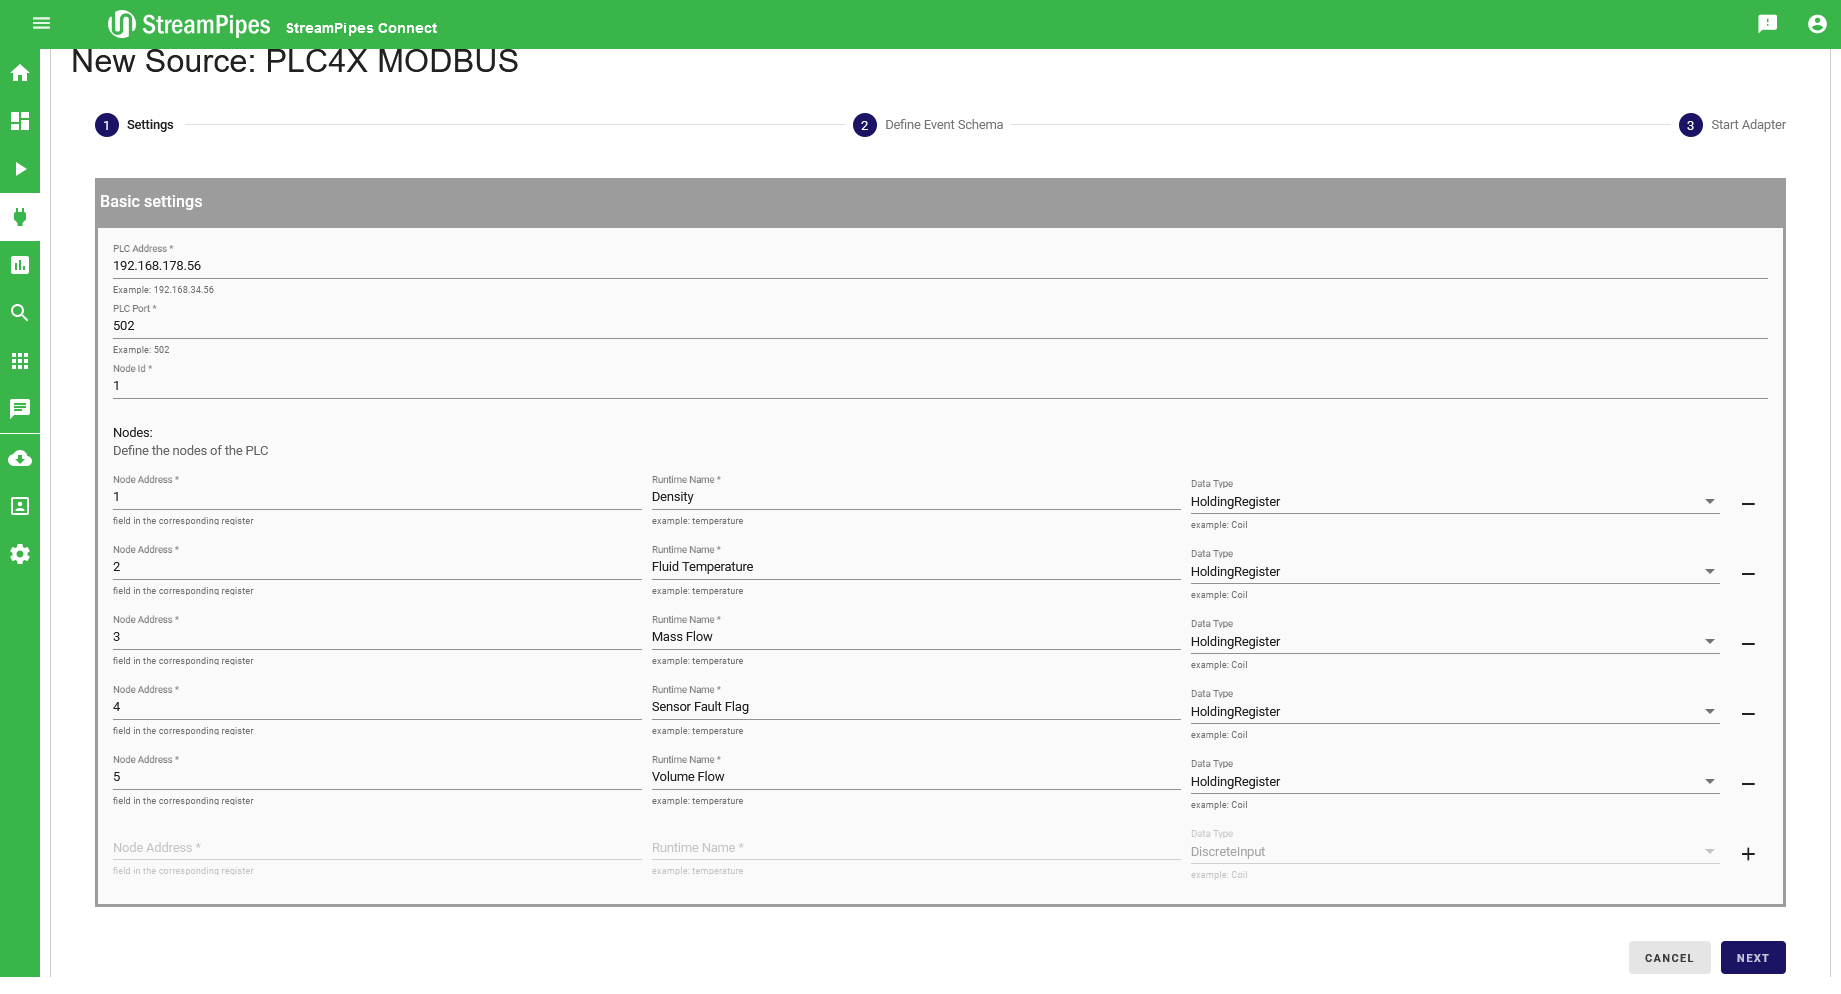 StreamPipes StreamPipes Connect
New Source: PLC4X MODBUS
1 Settings 2 Define Event Schema 3 Start Adapter
Basic settings
PLC Address *
192.168.178.56
Example: 192.168.34.56
PLC Port *
502
Example: 502
Node Id *
1
Nodes:
Define the nodes of the PLC
Node Address * Runtime Name * Data Type
1 Density HoldingRegister
field in the corresponding register example: temperature example: Coil
Node Address * Runtime Name * Data Type
2 Fluid Temperature HoldingRegister
field in the corresponding register example: temperature example: Coil
Node Address * Runtime Name * Data Type
3 Mass Flow HoldingRegister
field in the corresponding register example: temperature example: Coil
Node Address * Runtime Name * Data Type
4 Sensor Fault Flag HoldingRegister
field in the corresponding register example: temperature example: Coil
Node Address * Runtime Name * Data Type
5 Volume Flow HoldingRegister
field in the corresponding register example: temperature example: Coil
Data Type
Node Address * Runtime Name * DiscreteInput
field in the corresponding register example: temperature example: Coil
CANCEL NEXT